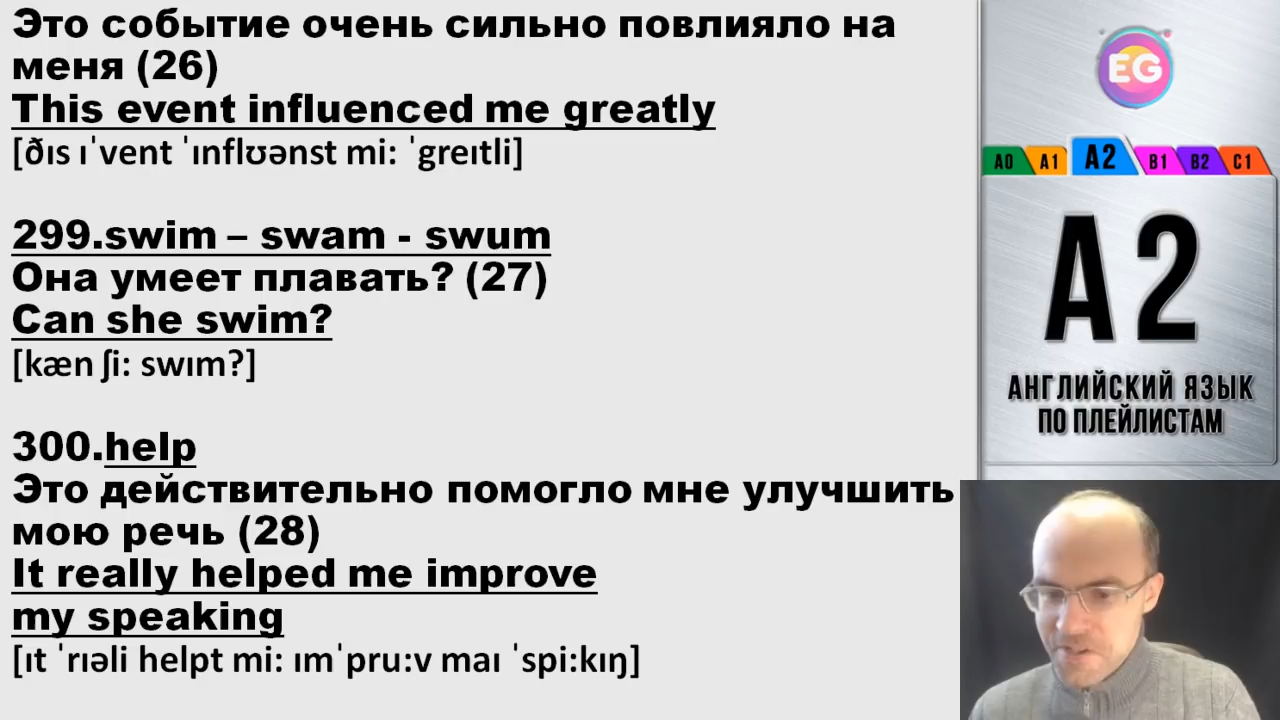 Это событие очень сильно повлияло на
меня (26)
This event influenced me greatly
[ðɪs ɪˈvent ˈɪnflʊənst mi: ˈgreɪtli]
299.swim – swam - swum
Она умеет плавать? (27)
Can she swim?
[kæn ʃi: swɪm?]
300.help
Это действительно помогло мне улучшить
мою речь (28)
It really helped me improve
my speaking
[ɪt ˈrɪəli helpt mi: ɪmˈpru:v maɪ ˈspi:kɪŋ]
EG
A0 A1 A2 B1 B2 C1
A2
АНГЛИЙСКИЙ ЯЗЫК
ПО ПЛЕЙЛИСТАМ